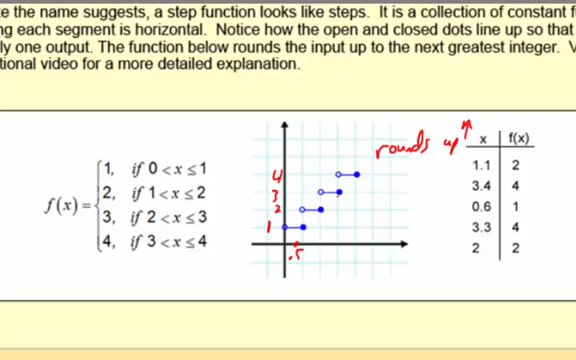 e the name suggests, a step function looks like steps. It is a collection of constant f
ng each segment is horizontal. Notice how the open and closed dots line up so that
ly one output. The function below rounds the input up to the next greatest integer. V
tional video for a more detailed explanation.
f(x) = { 1, if 0 < x ≤ 1
2, if 1 < x ≤ 2
3, if 2 < x ≤ 3
4, if 3 < x ≤ 4
4
3
2
1
.5
rounds up ↑
x f(x)
1.1 2
3.4 4
0.6 1
3.3 4
2 2